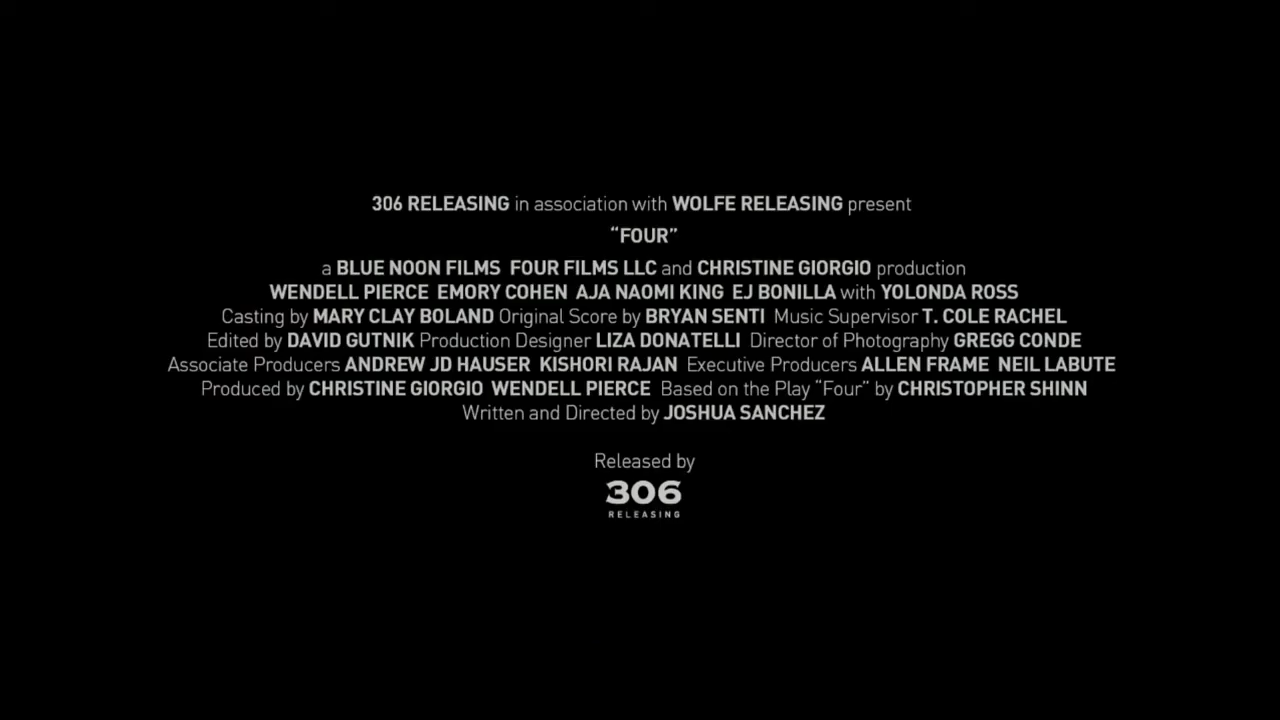 306 RELEASING in association with WOLFE RELEASING present
“FOUR”
a BLUE NOON FILMS FOUR FILMS LLC and CHRISTINE GIORGIO production
WENDELL PIERCE EMORY COHEN AJA NAOMI KING EJ BONILLA with YOLONDA ROSS
Casting by MARY CLAY BOLAND Original Score by BRYAN SENTI Music Supervisor T. COLE RACHEL
Edited by DAVID GUTNIK Production Designer LIZA DONATELLI Director of Photography GREGG CONDE
Associate Producers ANDREW JD HAUSER KISHORI RAJAN Executive Producers ALLEN FRAME NEIL LABUTE
Produced by CHRISTINE GIORGIO WENDELL PIERCE Based on the Play “Four” by CHRISTOPHER SHINN
Written and Directed by JOSHUA SANCHEZ
Released by
306
RELEASING